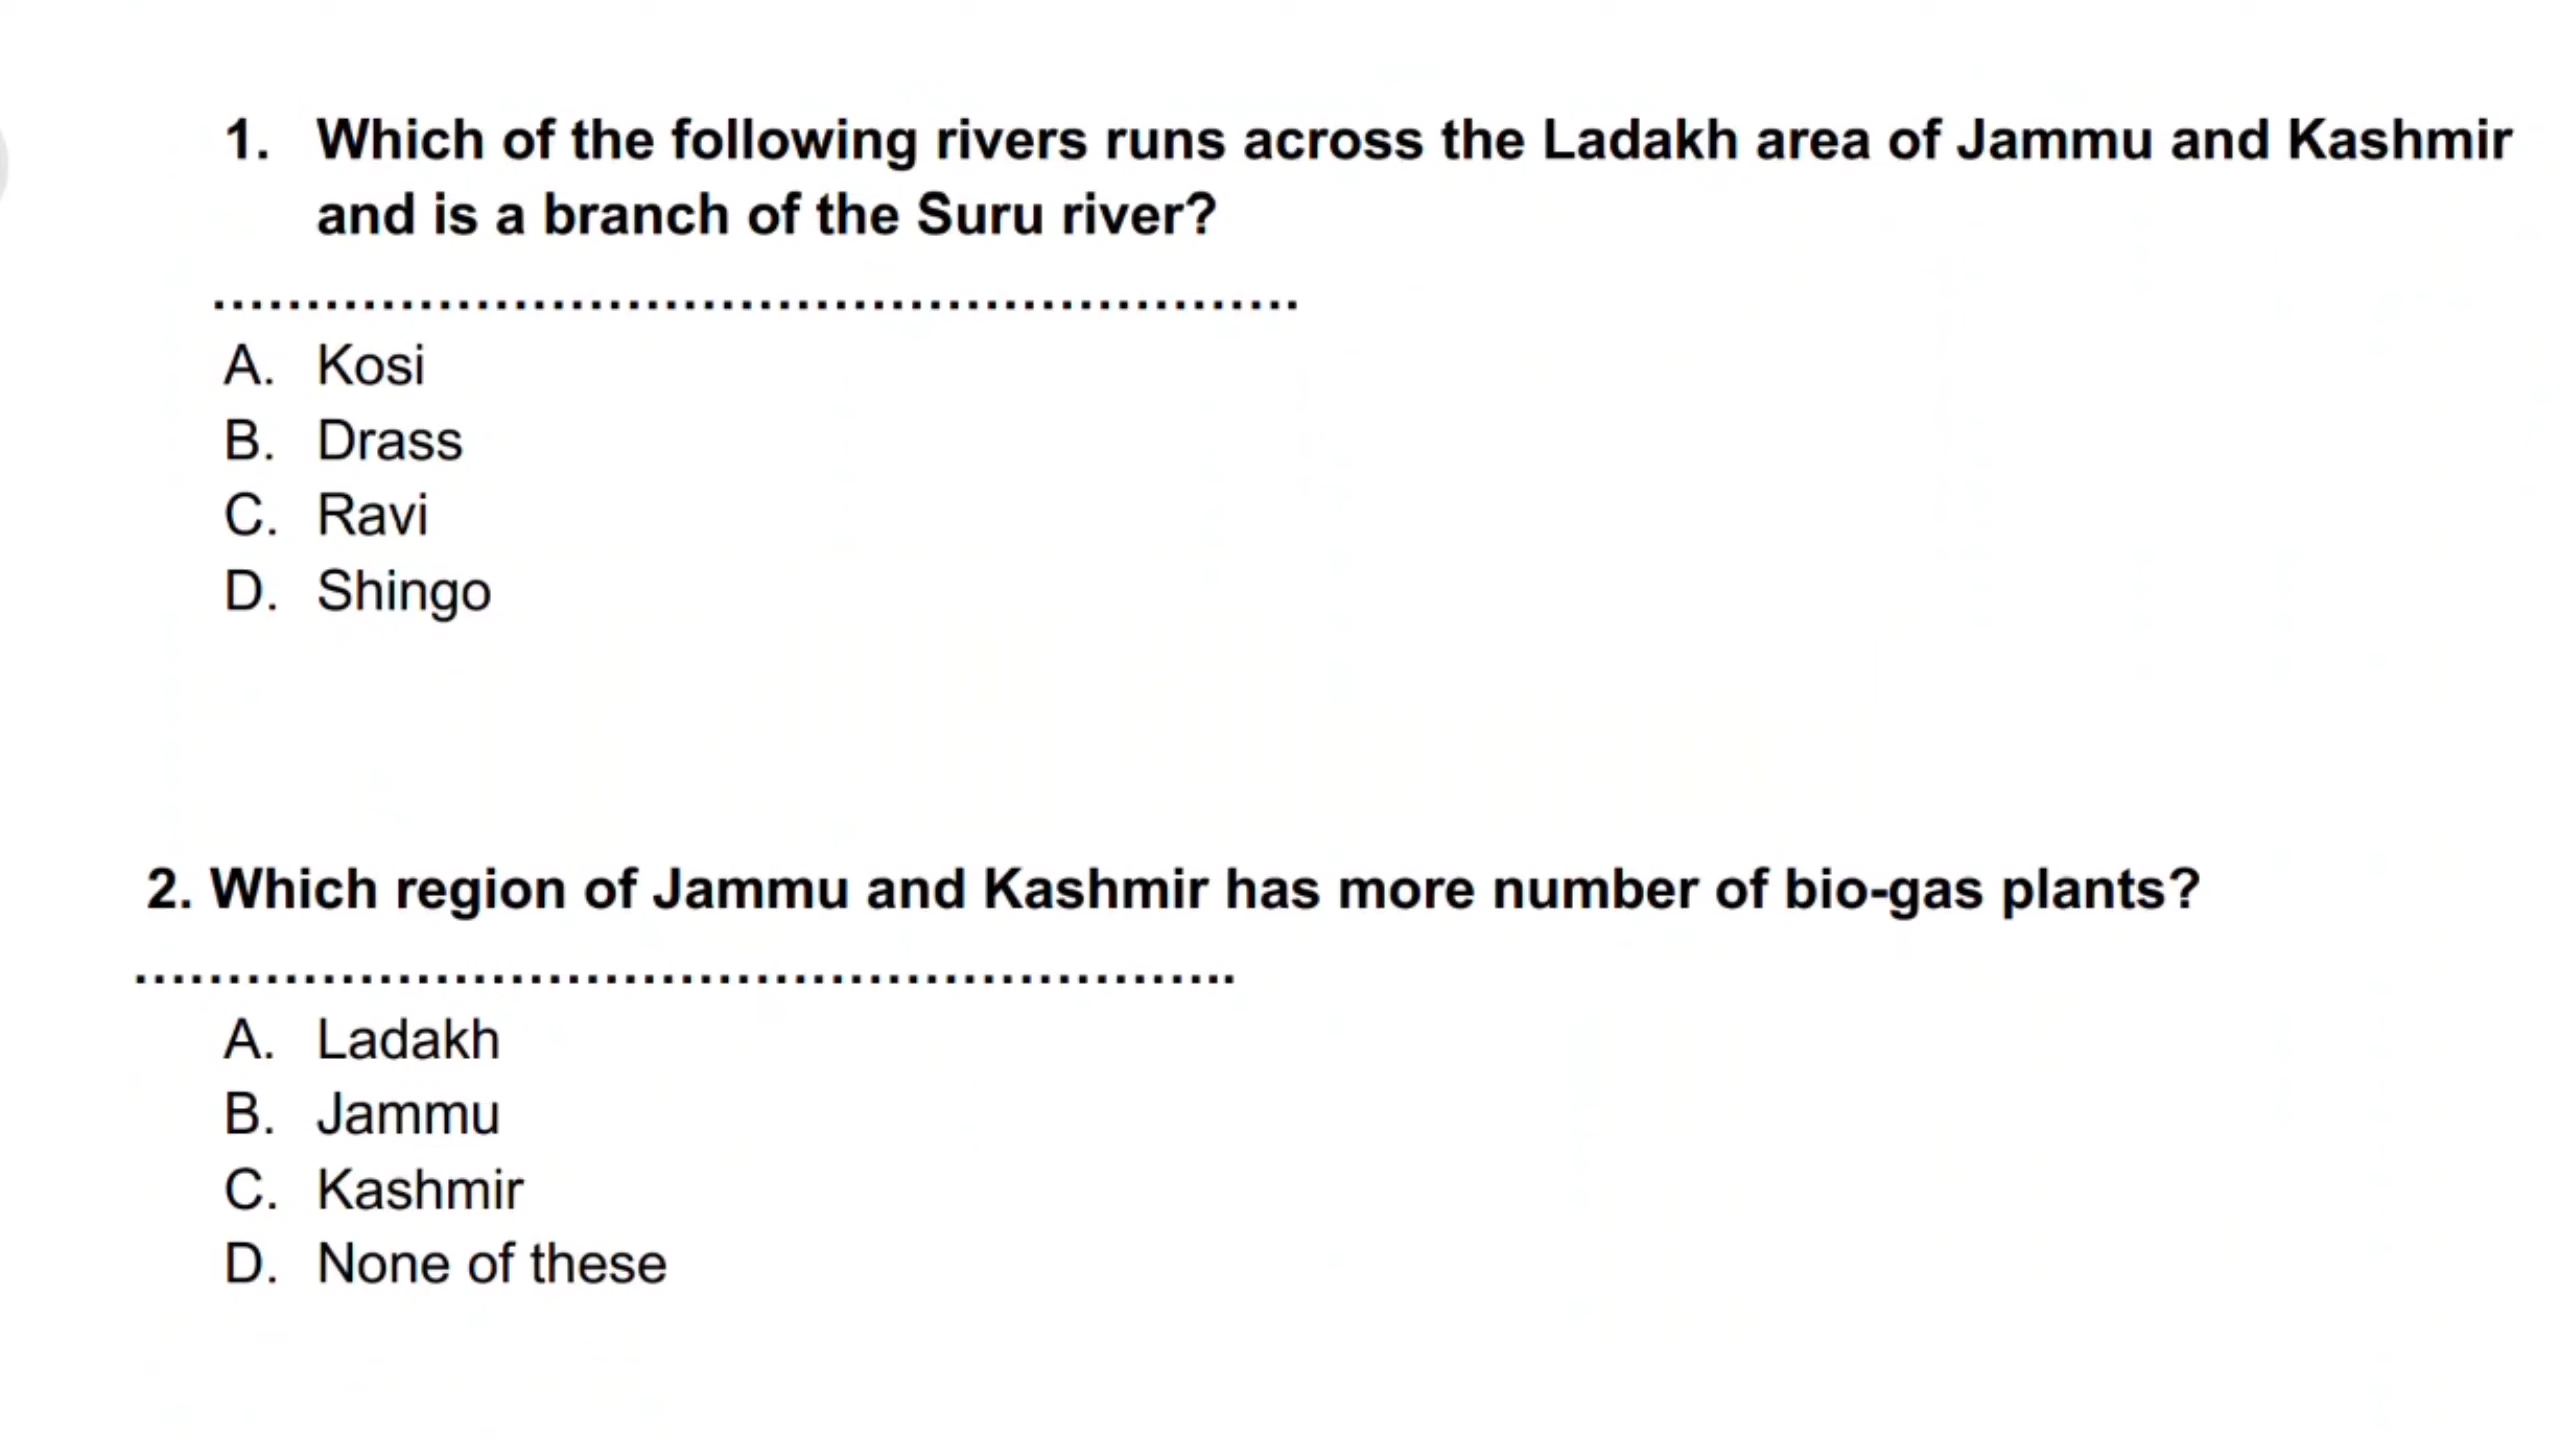 1. Which of the following rivers runs across the Ladakh area of Jammu and Kashmir
and is a branch of the Suru river?
……………………………………………………….
A. Kosi
B. Drass
C. Ravi
D. Shingo
2. Which region of Jammu and Kashmir has more number of bio-gas plants?
………………………………………………………..
A. Ladakh
B. Jammu
C. Kashmir
D. None of these